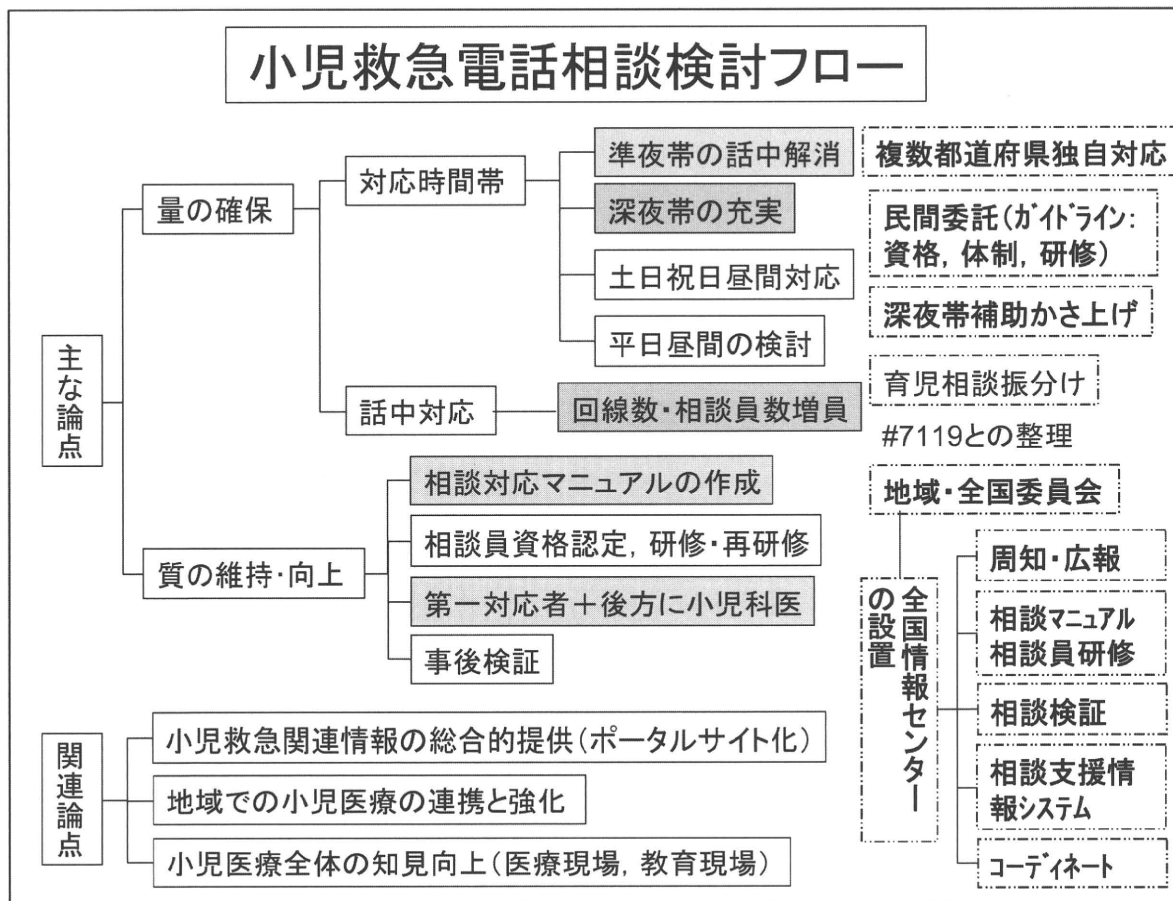 小児救急電話相談検討フロー
主な論点
量の確保
対応時間帯
準夜帯の話中解消
深夜帯の充実
土日祝日昼間対応
平日昼間の検討
話中対応
回線数・相談員数増員
質の維持・向上
相談対応マニュアルの作成
相談員資格認定, 研修・再研修
第一対応者＋後方に小児科医
事後検証
関連論点
小児救急関連情報の総合的提供(ポータルサイト化)
地域での小児医療の連携と強化
小児医療全体の知見向上(医療現場, 教育現場)
複数都道府県独自対応
民間委託(ガイドライン:
資格, 体制, 研修)
深夜帯補助かさ上げ
育児相談振分け
#7119との整理
地域・全国委員会
全国情報センター
の設置
周知・広報
相談マニュアル
相談員研修
相談検証
相談支援情
報システム
コーディネート